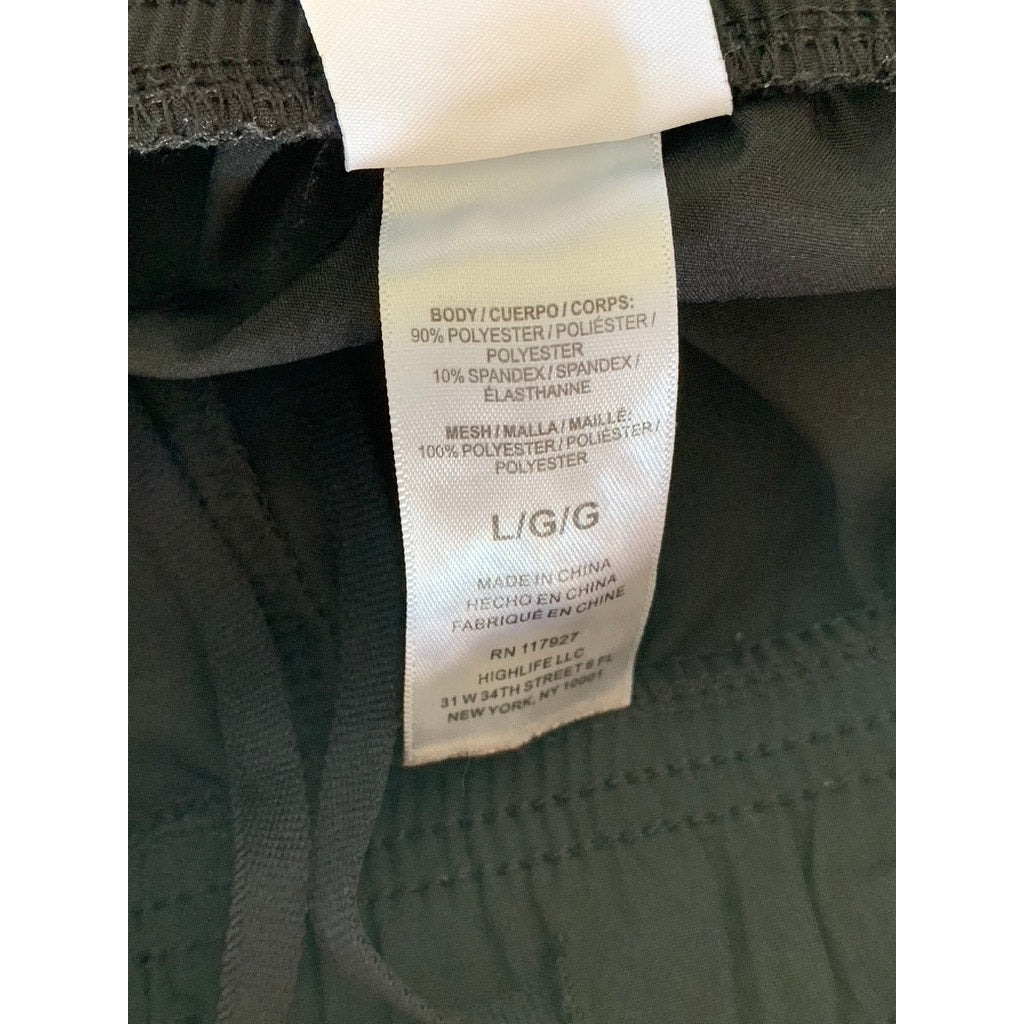 BODY / CUERPO / CORPS:
90% POLYESTER / POLIÉSTER /
POLYESTER
10% SPANDEX / SPANDEX /
ÉLASTHANNE
MESH / MALLA / MAILLE:
100% POLYESTER / POLIÉSTER /
POLYESTER
L/G/G
MADE IN CHINA
HECHO EN CHINA
FABRIQUÉ EN CHINE
RN 117927
HIGHLIFE LLC
31 W 34TH STREET 8 FL
NEW YORK, NY 10001